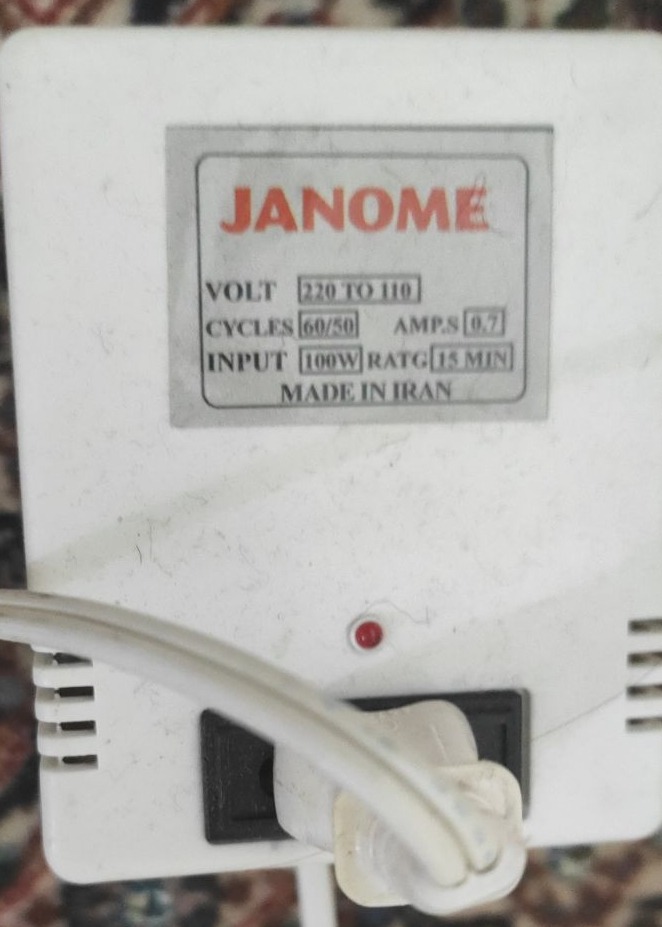 JANOME
VOLT 220 TO 110
CYCLES 60/50 AMP.S 0.7
INPUT 100W RATG 15 MIN
MADE IN IRAN